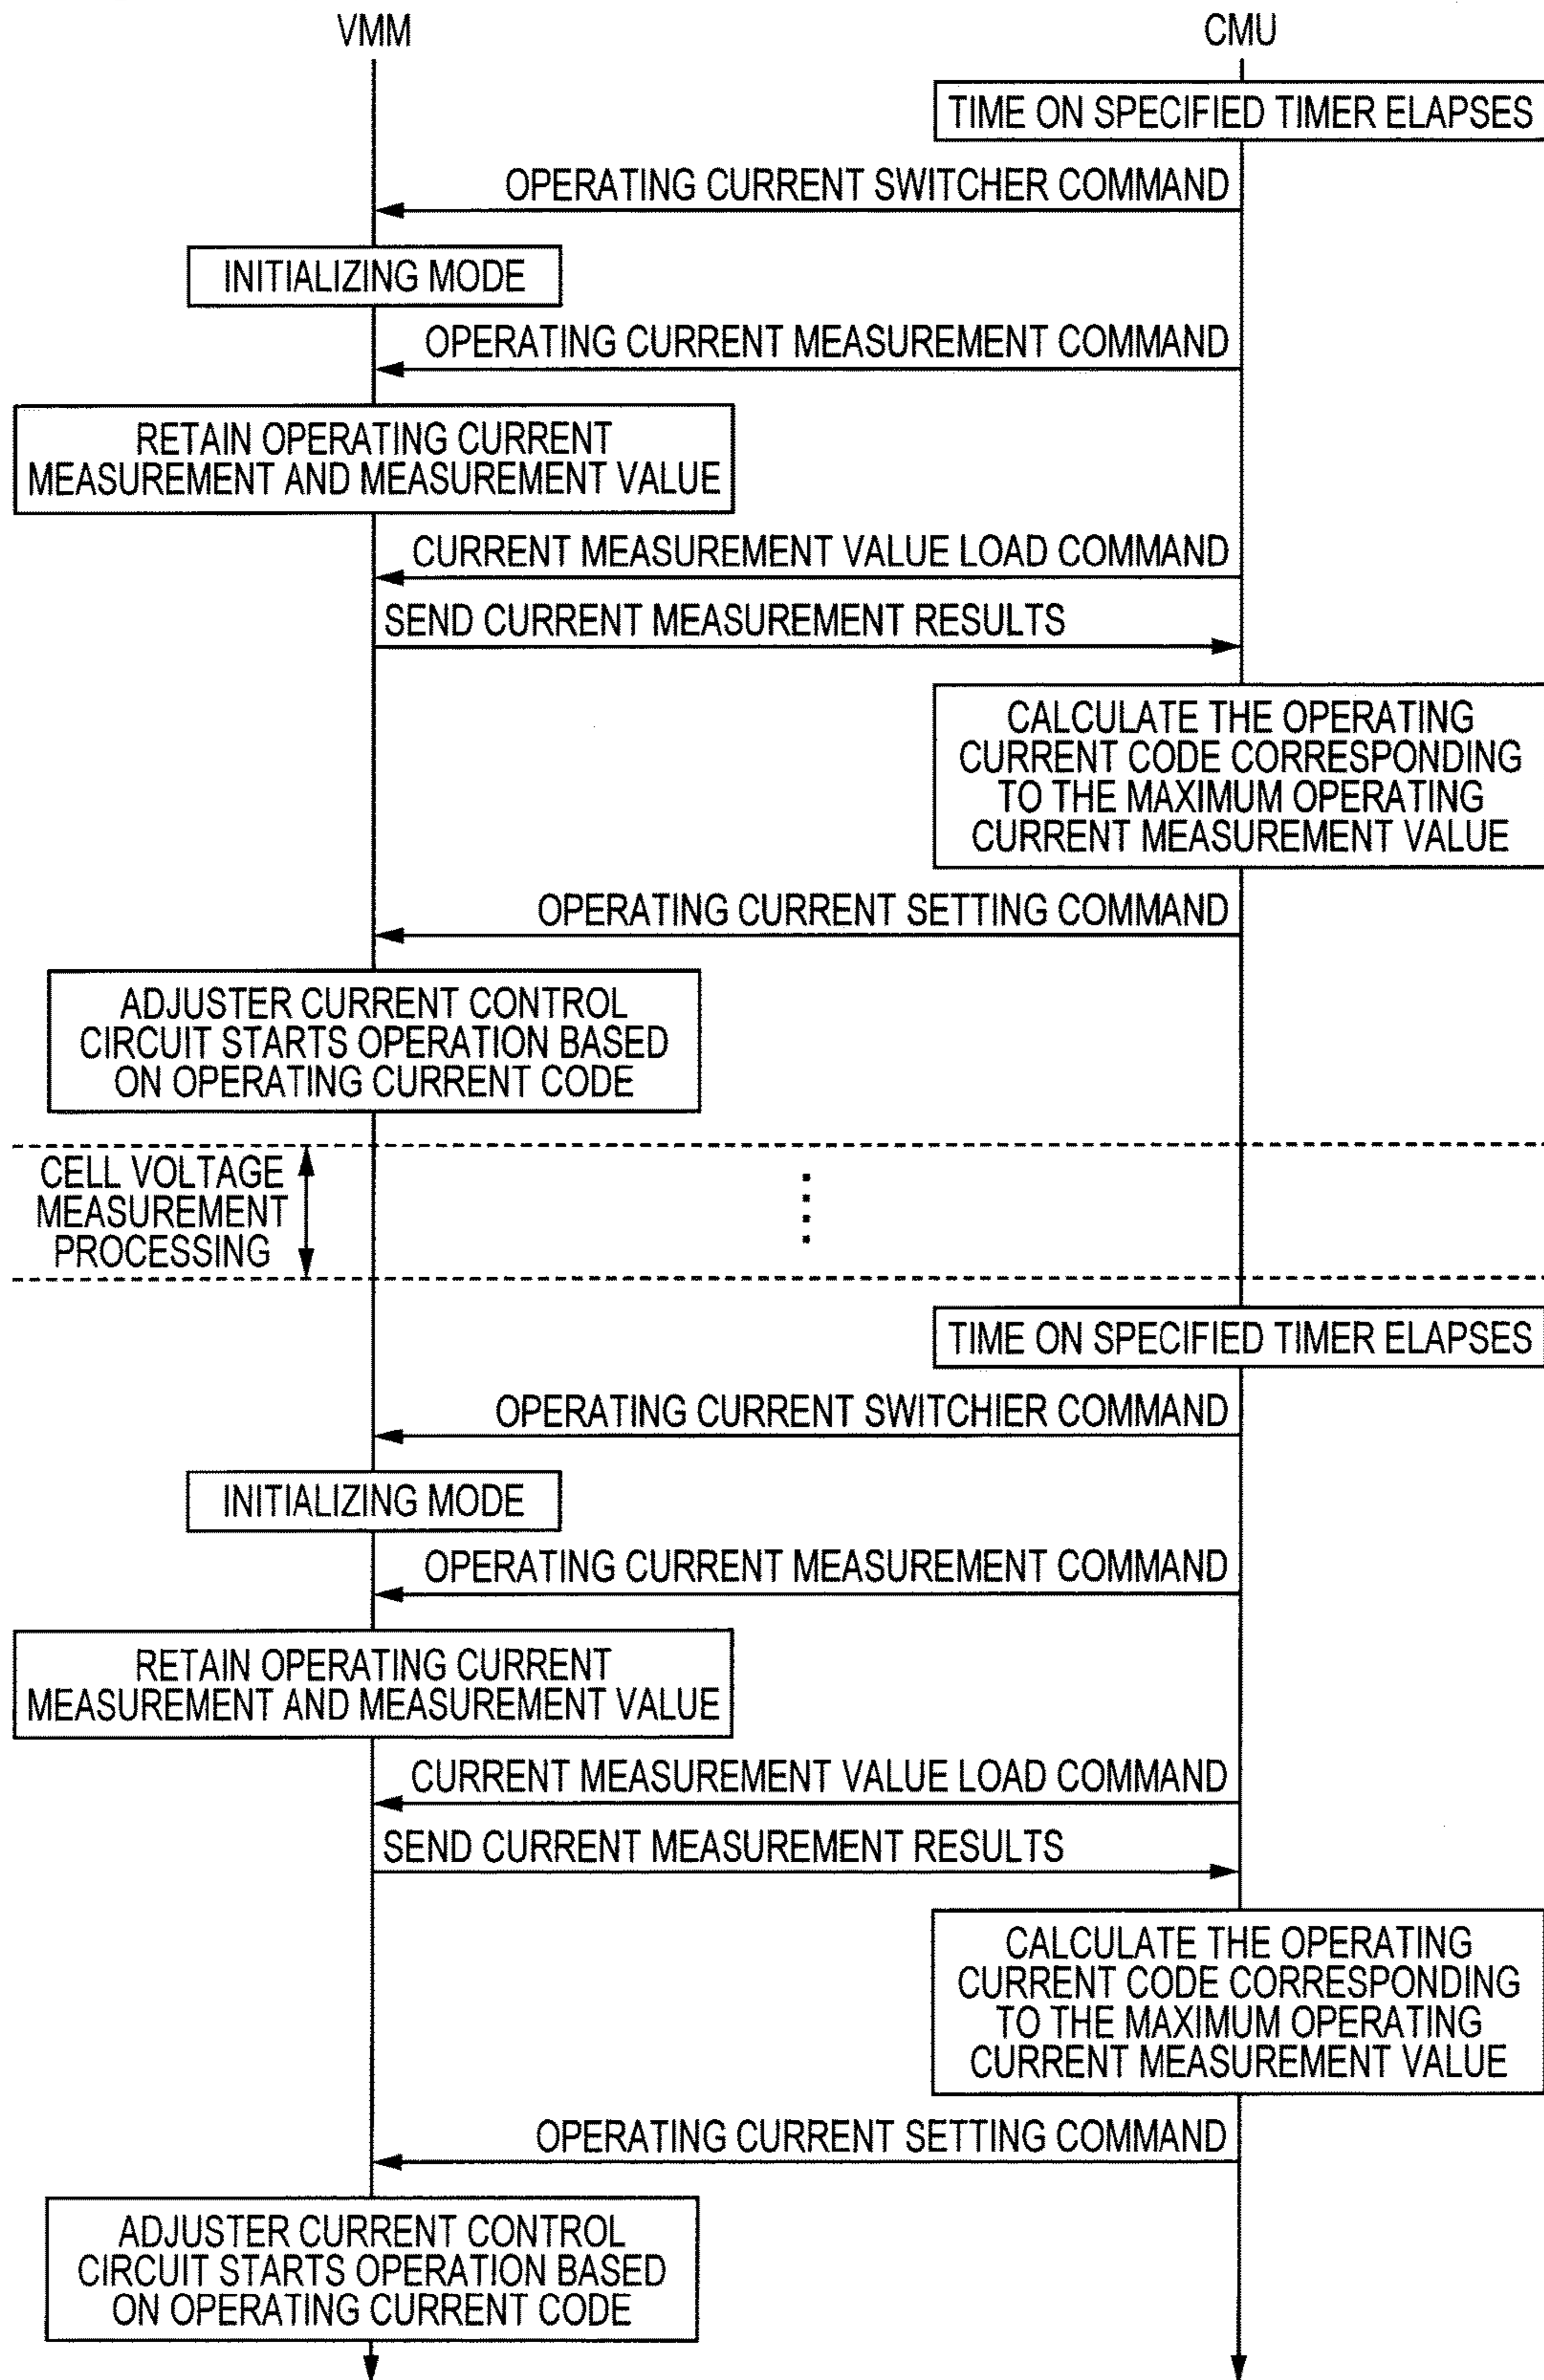 VMM
CMU
TIME ON SPECIFIED TIMER ELAPSES
OPERATING CURRENT SWITCHER COMMAND
INITIALIZING MODE
OPERATING CURRENT MEASUREMENT COMMAND
RETAIN OPERATING CURRENT
MEASUREMENT AND MEASUREMENT VALUE
CURRENT MEASUREMENT VALUE LOAD COMMAND
SEND CURRENT MEASUREMENT RESULTS
CALCULATE THE OPERATING
CURRENT CODE CORRESPONDING
TO THE MAXIMUM OPERATING
CURRENT MEASUREMENT VALUE
OPERATING CURRENT SETTING COMMAND
ADJUSTER CURRENT CONTROL
CIRCUIT STARTS OPERATION BASED
ON OPERATING CURRENT CODE
CELL VOLTAGE
MEASUREMENT
PROCESSING
TIME ON SPECIFIED TIMER ELAPSES
OPERATING CURRENT SWITCHIER COMMAND
INITIALIZING MODE
OPERATING CURRENT MEASUREMENT COMMAND
RETAIN OPERATING CURRENT
MEASUREMENT AND MEASUREMENT VALUE
CURRENT MEASUREMENT VALUE LOAD COMMAND
SEND CURRENT MEASUREMENT RESULTS
CALCULATE THE OPERATING
CURRENT CODE CORRESPONDING
TO THE MAXIMUM OPERATING
CURRENT MEASUREMENT VALUE
OPERATING CURRENT SETTING COMMAND
ADJUSTER CURRENT CONTROL
CIRCUIT STARTS OPERATION BASED
ON OPERATING CURRENT CODE